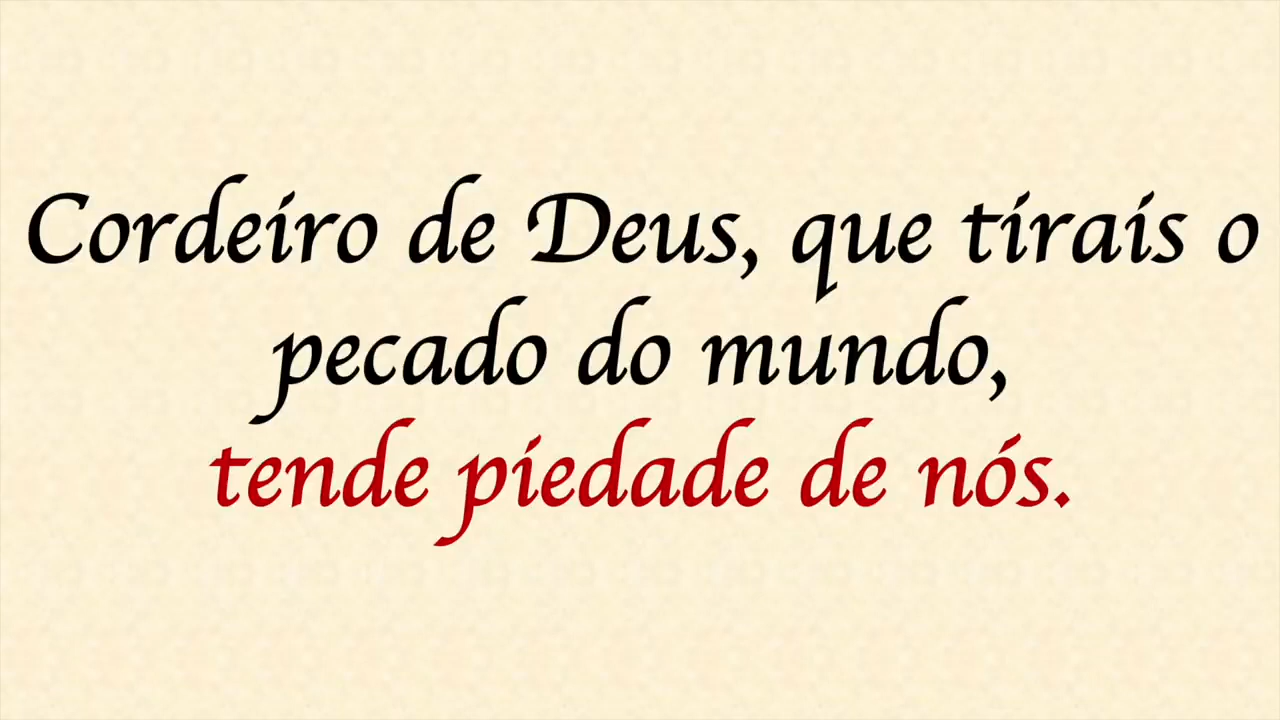 Cordeiro de Deus, que tirais o
pecado do mundo,
tende piedade de nós.